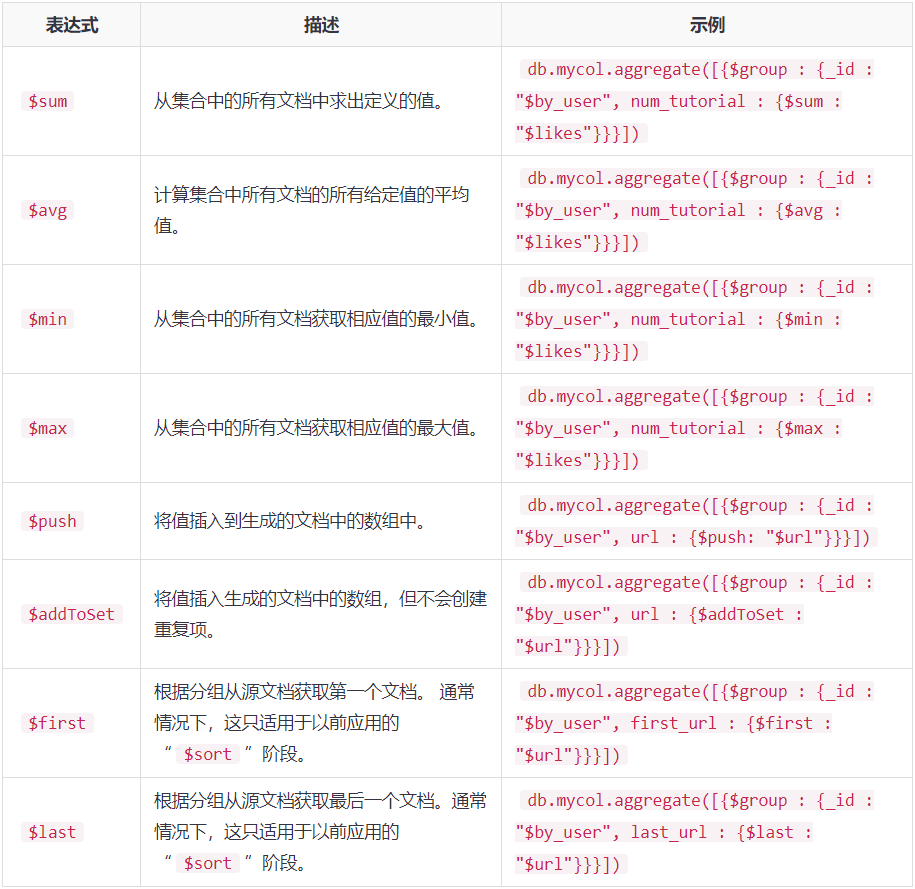 表达式 描述 示例
$sum 从集合中的所有文档中求出定义的值。 db.mycol.aggregate([{$group : {_id :
"$by_user", num_tutorial : {$sum :
"$likes"}}}])
$avg 计算集合中所有文档的所有给定值的平均
值。 db.mycol.aggregate([{$group : {_id :
"$by_user", num_tutorial : {$avg :
"$likes"}}}])
$min 从集合中的所有文档获取相应值的最小值。 db.mycol.aggregate([{$group : {_id :
"$by_user", num_tutorial : {$min :
"$likes"}}}])
$max 从集合中的所有文档获取相应值的最大值。 db.mycol.aggregate([{$group : {_id :
"$by_user", num_tutorial : {$max :
"$likes"}}}])
$push 将值插入到生成的文档中的数组中。 db.mycol.aggregate([{$group : {_id :
"$by_user", url : {$push: "$url"}}}])
$addToSet 将值插入生成的文档中的数组，但不会创建
重复项。 db.mycol.aggregate([{$group : {_id :
"$by_user", url : {$addToSet :
"$url"}}}])
$first 根据分组从源文档获取第一个文档。 通常
情况下，这只适用于以前应用的
“ $sort ”阶段。 db.mycol.aggregate([{$group : {_id :
"$by_user", first_url : {$first :
"$url"}}}])
$last 根据分组从源文档获取最后一个文档。通常
情况下，这只适用于以前应用的
“ $sort ”阶段。 db.mycol.aggregate([{$group : {_id :
"$by_user", last_url : {$last :
"$url"}}}])